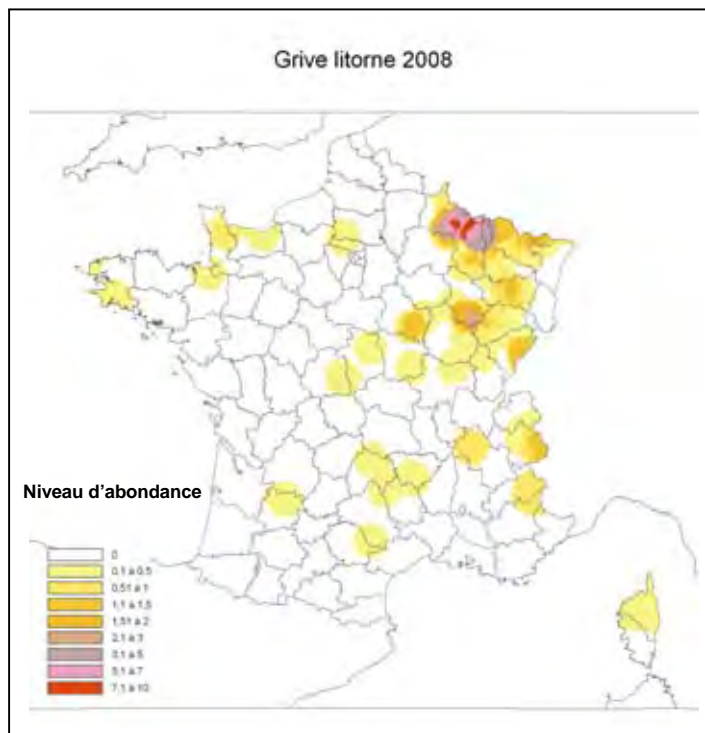 Grive litorne 2008
Niveau d'abondance
0
0,1 à 0,5
0,51 à 1
1,1 à 1,5
1,51 à 2
2,1 à 3
3,1 à 5
5,1 à 7
7,1 à 10